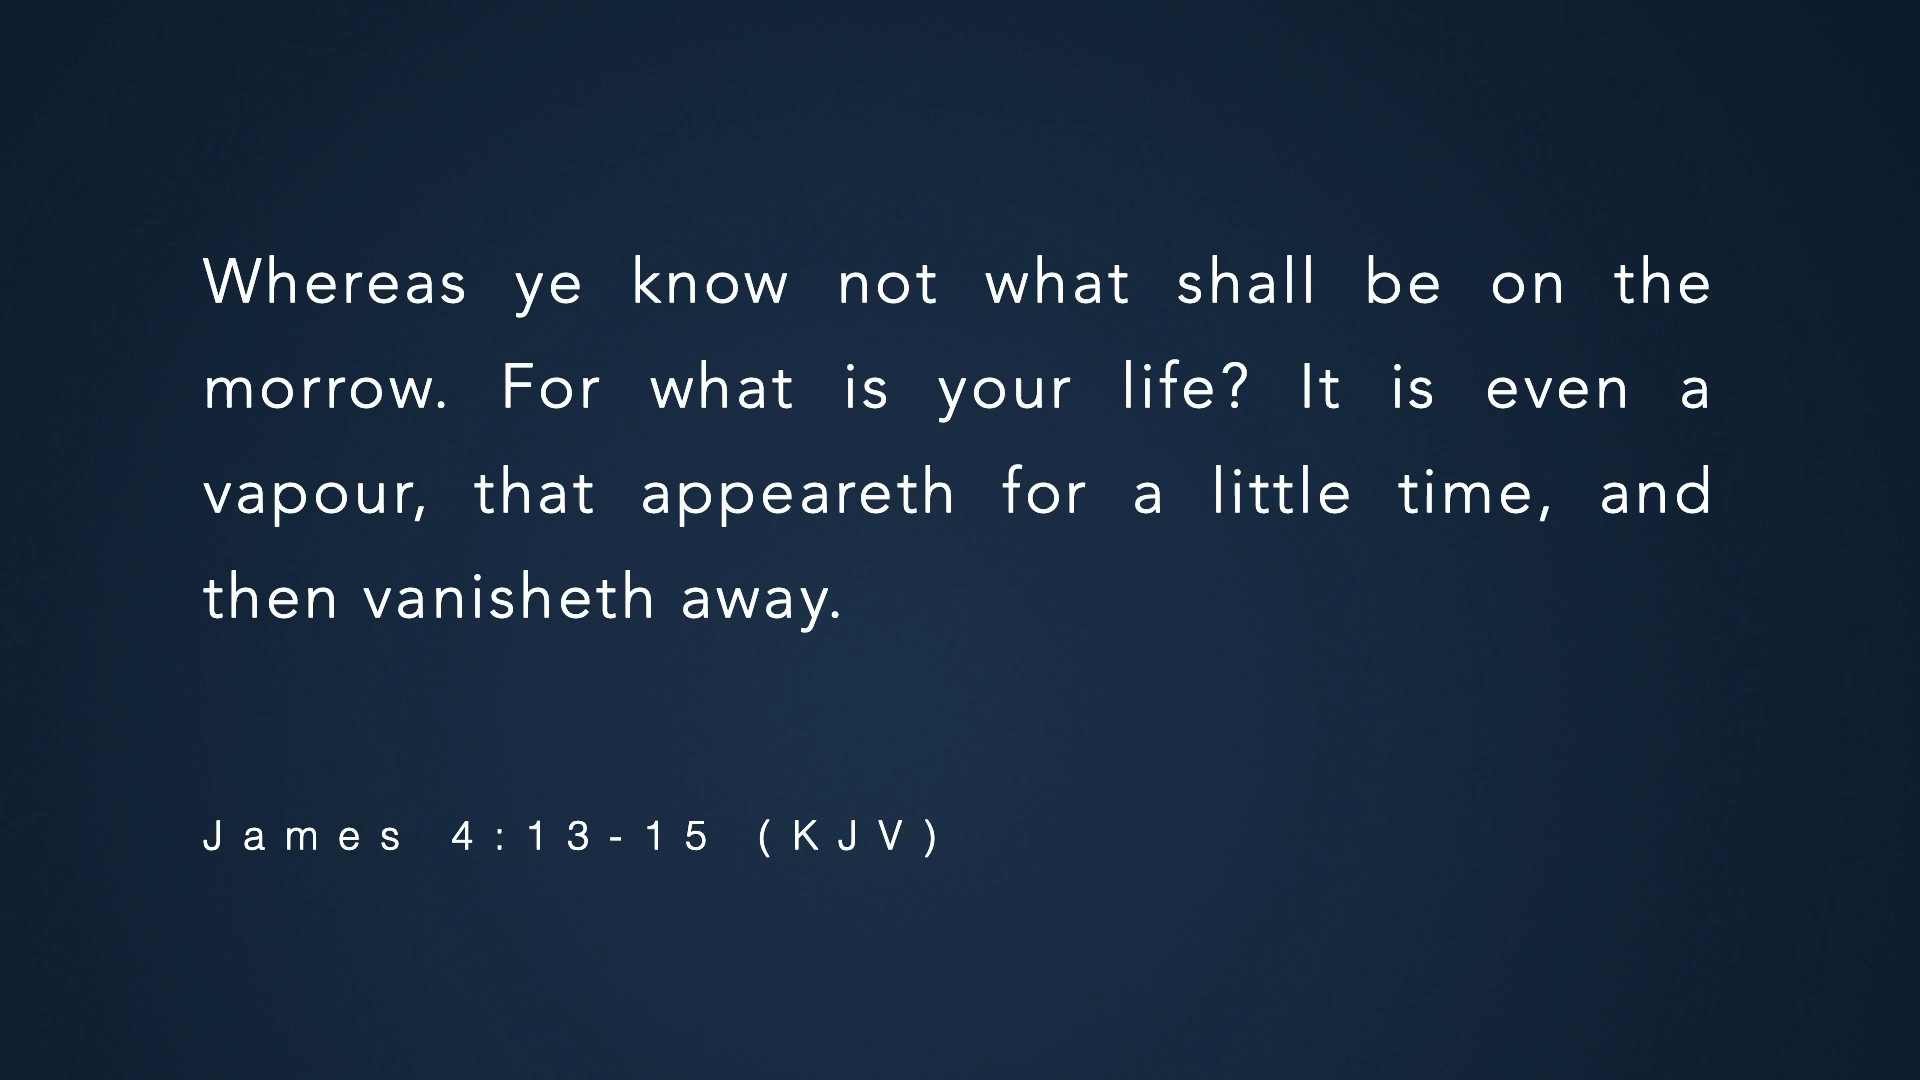 Whereas ye know not what shall be on the
morrow. For what is your life? It is even a
vapour, that appeareth for a little time, and
then vanisheth away.
James 4:13-15 (KJV)